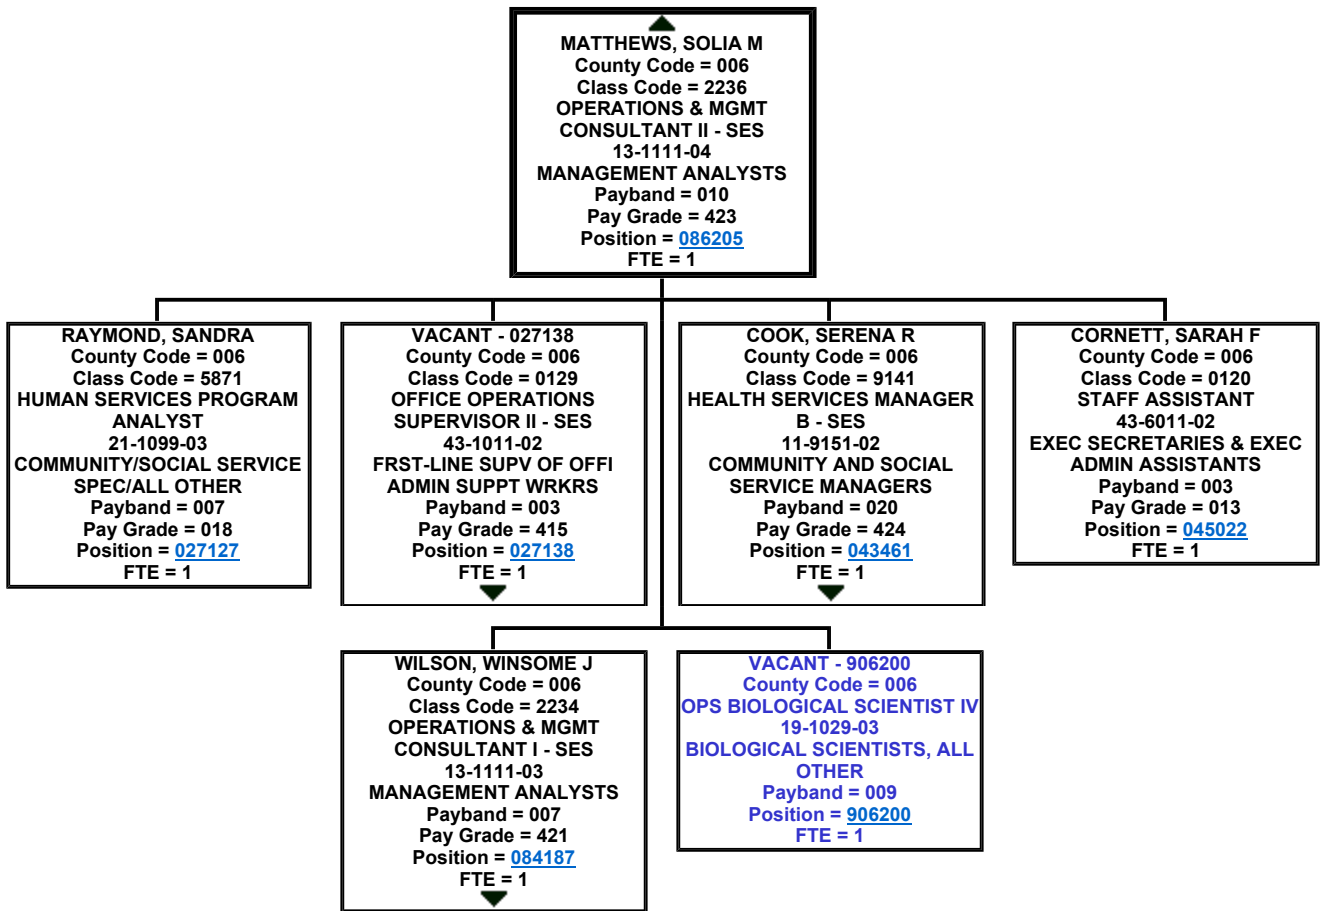 MATTHEWS, SOLIA M
County Code = 006
Class Code = 2236
OPERATIONS & MGMT
CONSULTANT II - SES
13-1111-04
MANAGEMENT ANALYSTS
Payband = 010
Pay Grade = 423
Position = 086205
FTE = 1
RAYMOND, SANDRA
County Code = 006
Class Code = 5871
HUMAN SERVICES PROGRAM
ANALYST
21-1099-03
COMMUNITY/SOCIAL SERVICE
SPEC/ALL OTHER
Payband = 007
Pay Grade = 018
Position = 027127
FTE = 1
VACANT - 027138
County Code = 006
Class Code = 0129
OFFICE OPERATIONS
SUPERVISOR II - SES
43-1011-02
FRST-LINE SUPV OF OFFI
ADMIN SUPPT WRKRS
Payband = 003
Pay Grade = 415
Position = 027138
FTE = 1
COOK, SERENA R
County Code = 006
Class Code = 9141
HEALTH SERVICES MANAGER
B - SES
11-9151-02
COMMUNITY AND SOCIAL
SERVICE MANAGERS
Payband = 020
Pay Grade = 424
Position = 043461
FTE = 1
CORNETT, SARAH F
County Code = 006
Class Code = 0120
STAFF ASSISTANT
43-6011-02
EXEC SECRETARIES & EXEC
ADMIN ASSISTANTS
Payband = 003
Pay Grade = 013
Position = 045022
FTE = 1
WILSON, WINSOME J
County Code = 006
Class Code = 2234
OPERATIONS & MGMT
CONSULTANT I - SES
13-1111-03
MANAGEMENT ANALYSTS
Payband = 007
Pay Grade = 421
Position = 084187
FTE = 1
VACANT - 906200
County Code = 006
OPS BIOLOGICAL SCIENTIST IV
19-1029-03
BIOLOGICAL SCIENTISTS, ALL
OTHER
Payband = 009
Position = 906200
FTE = 1